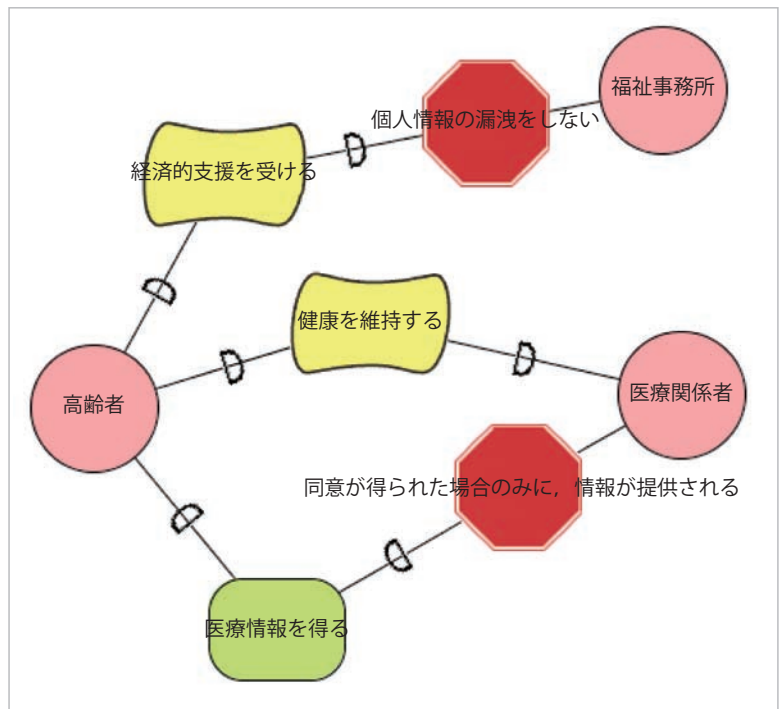 福祉事務所
個人情報の漏洩をしない
経済的支援を受ける
健康を維持する
医療関係者
高齢者
同意が得られた場合のみに，情報が提供される
医療情報を得る